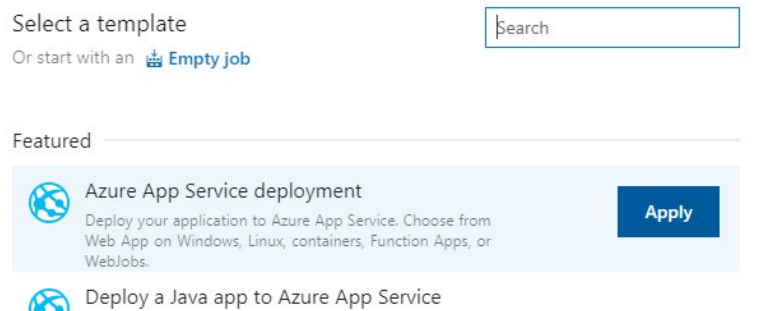 Select a template
Search
Or start with an Empty job
Featured
Azure App Service deployment
Deploy your application to Azure App Service. Choose from
Web App on Windows, Linux, containers, Function Apps, or
WebJobs.
Apply
Deploy a Java app to Azure App Service